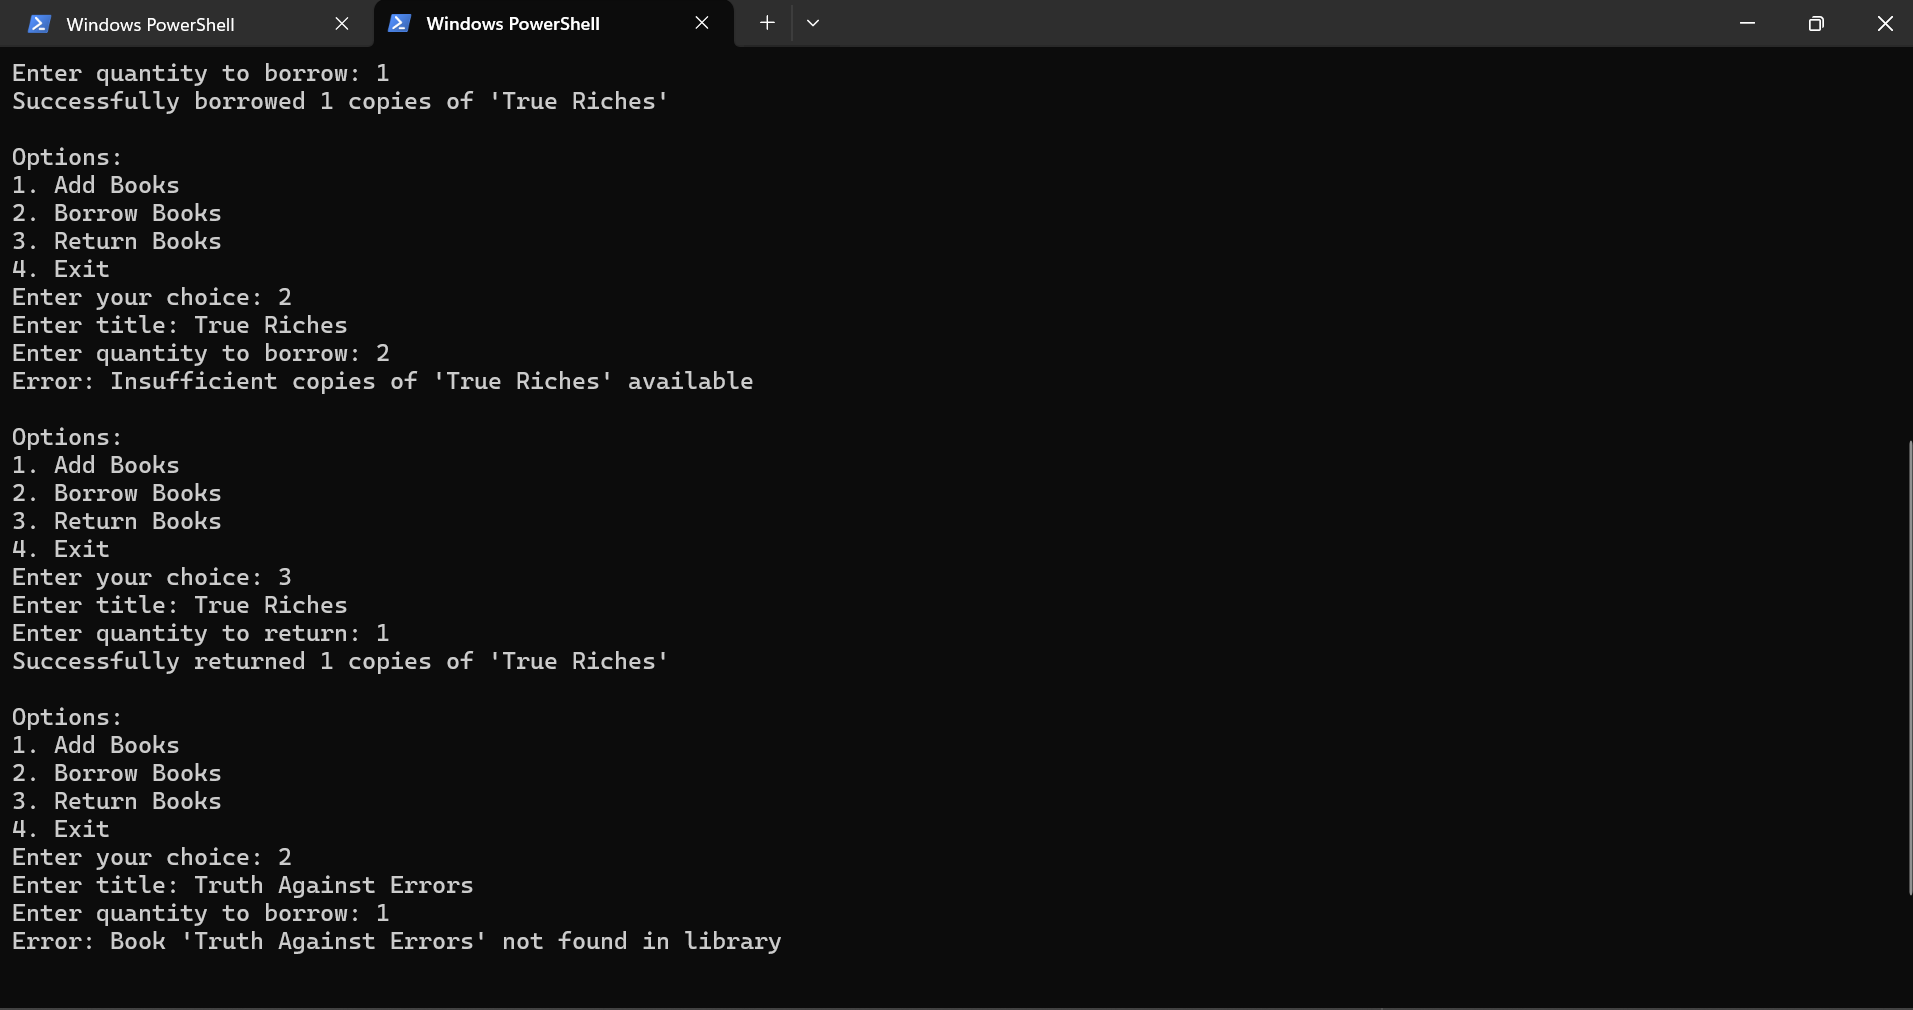 Windows PowerShell
Windows PowerShell
Enter quantity to borrow: 1
Successfully borrowed 1 copies of 'True Riches'
Options:
1. Add Books
2. Borrow Books
3. Return Books
4. Exit
Enter your choice: 2
Enter title: True Riches
Enter quantity to borrow: 2
Error: Insufficient copies of 'True Riches' available
Options:
1. Add Books
2. Borrow Books
3. Return Books
4. Exit
Enter your choice: 3
Enter title: True Riches
Enter quantity to return: 1
Successfully returned 1 copies of 'True Riches'
Options:
1. Add Books
2. Borrow Books
3. Return Books
4. Exit
Enter your choice: 2
Enter title: Truth Against Errors
Enter quantity to borrow: 1
Error: Book 'Truth Against Errors' not found in library